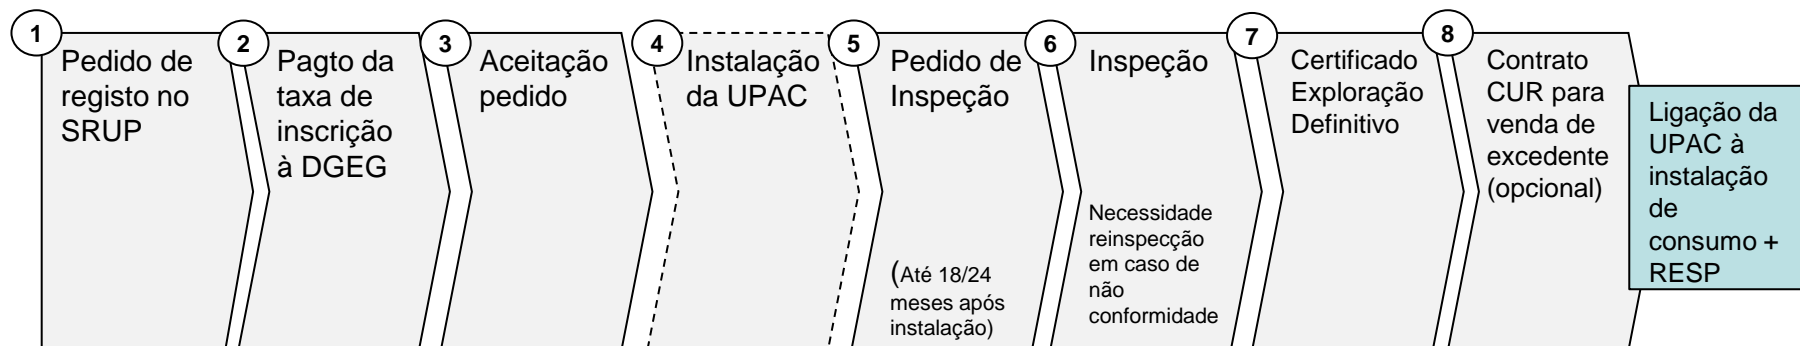 1
Pedido de
registo no
SRUP
2
Pagto da
taxa de
inscrição
à DGEG
3
Aceitação
pedido
4
Instalação
da UPAC
5
Pedido de
Inspeção
(Até 18/24
meses após
instalação)
6
Inspeção
Necessidade
reinspecção
em caso de
não
conformidade
7
Certificado
Exploração
Definitivo
8
Contrato
CUR para
venda de
excedente
(opcional)
Ligação da
UPAC à
instalação
de
consumo +
RESP